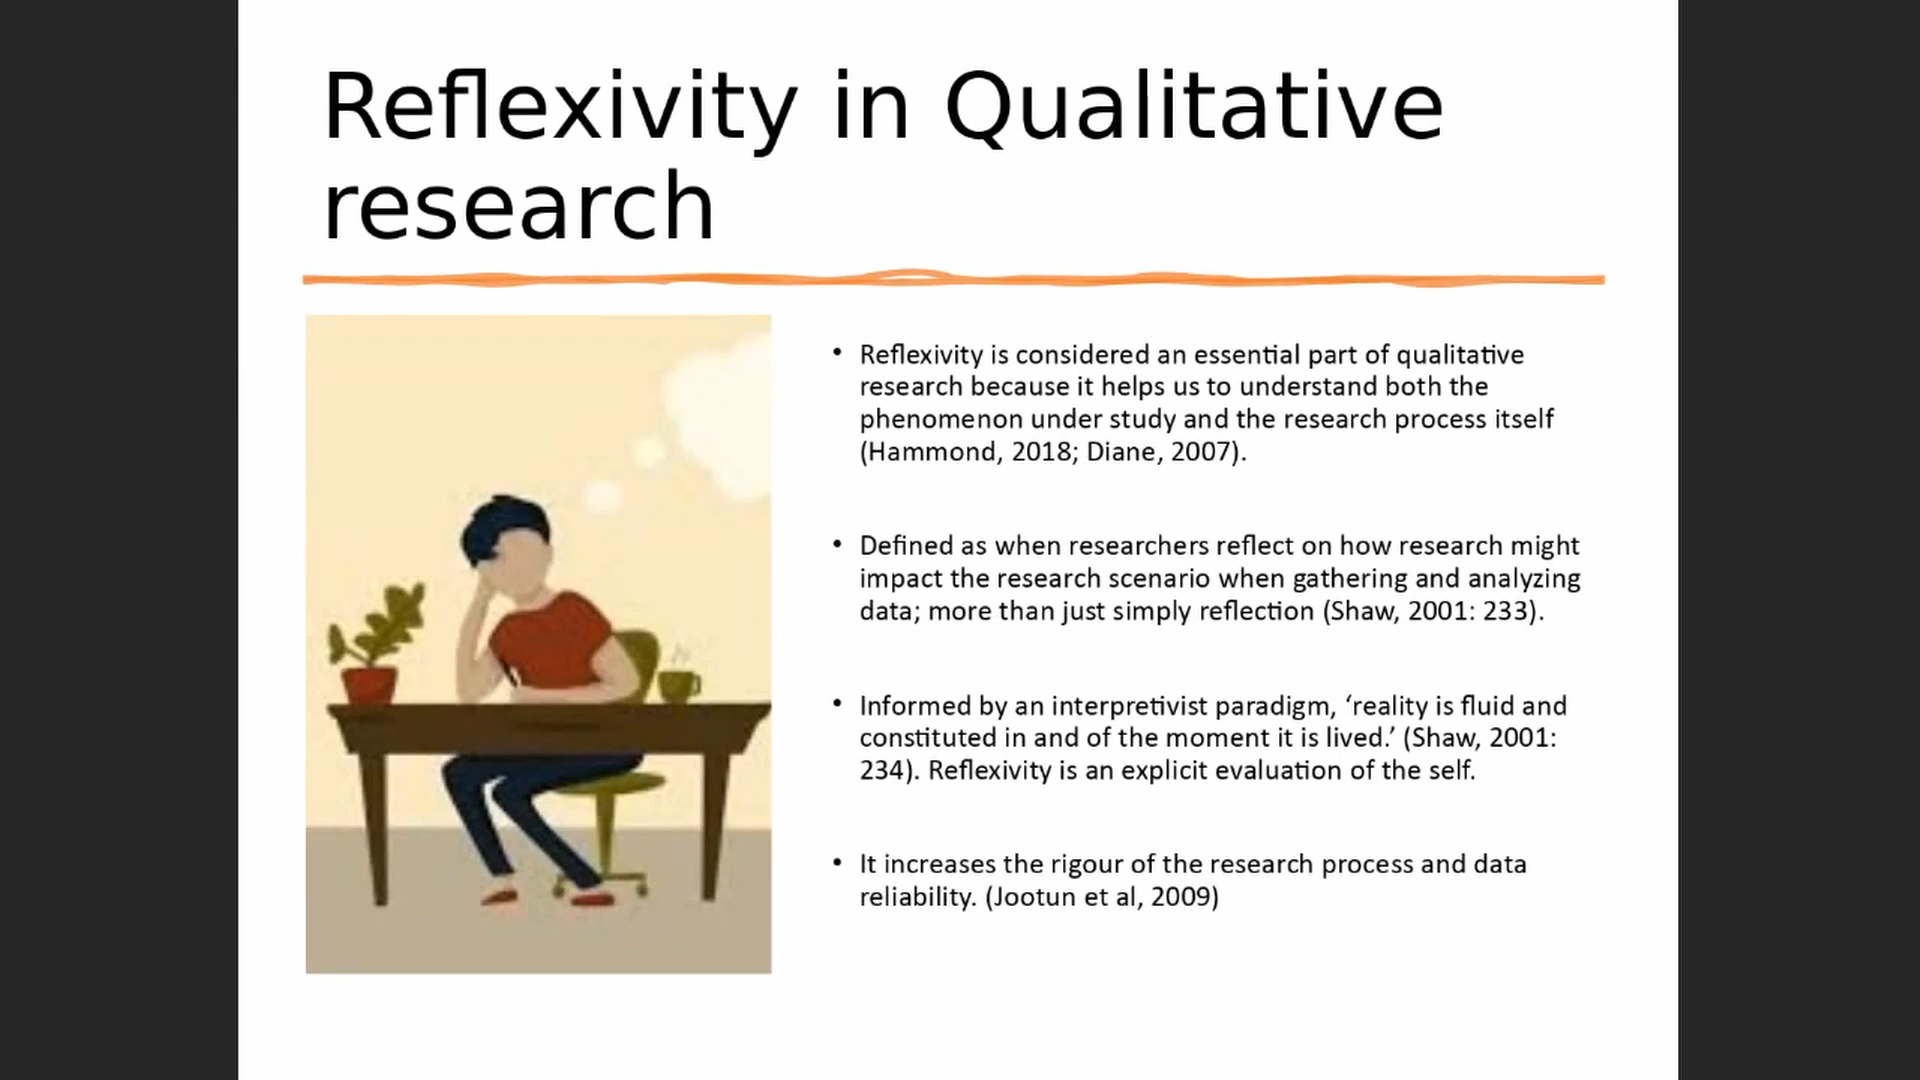 Reflexivity in Qualitative
research
• Reflexivity is considered an essential part of qualitative
research because it helps us to understand both the
phenomenon under study and the research process itself
(Hammond, 2018; Diane, 2007).
• Defined as when researchers reflect on how research might
impact the research scenario when gathering and analyzing
data; more than just simply reflection (Shaw, 2001: 233).
• Informed by an interpretivist paradigm, ‘reality is fluid and
constituted in and of the moment it is lived.’ (Shaw, 2001:
234). Reflexivity is an explicit evaluation of the self.
• It increases the rigour of the research process and data
reliability. (Jootun et al, 2009)